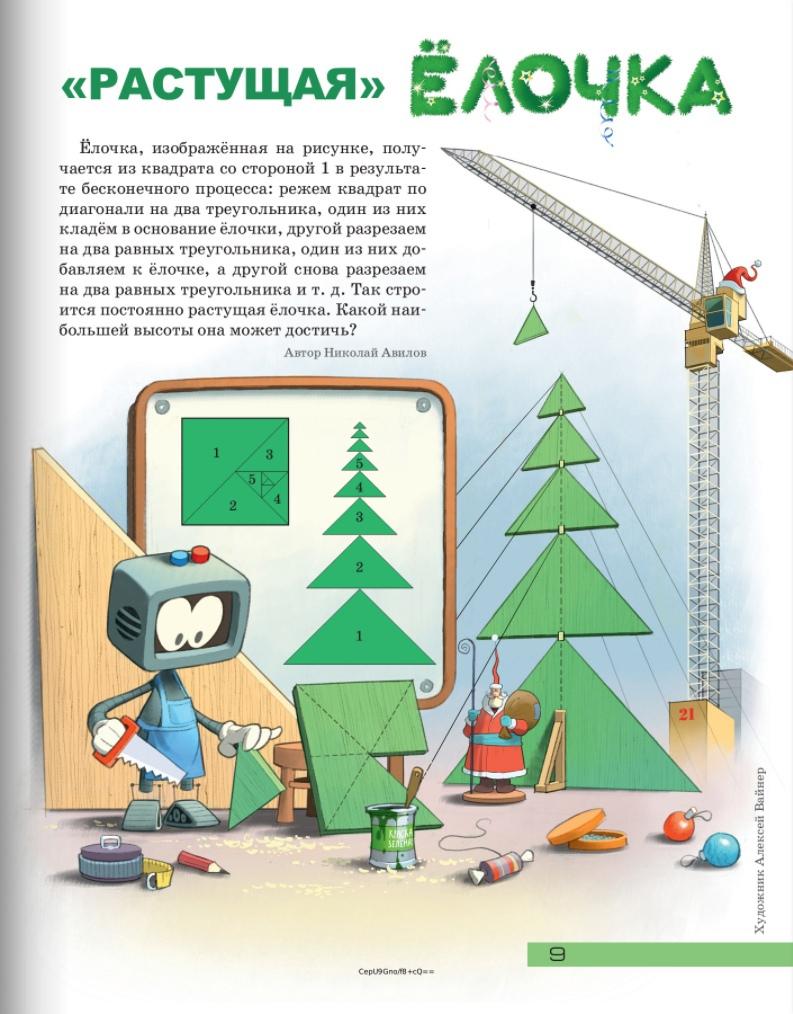 «РАСТУЩАЯ» ЁЛОЧКА
Ёлочка, изображённая на рисунке, полу-
чается из квадрата со стороной 1 в результа-
те бесконечного процесса: режем квадрат по
диагонали на два треугольника, один из них
кладём в основание ёлочки, другой разрезаем
на два равных треугольника, один из них до-
бавляем к ёлочке, а другой снова разрезаем
на два равных треугольника и т. д. Так стро-
ится постоянно растущая ёлочка. Какой наи-
большей высоты она может достичь?
Автор Николай Авилов
1
3
5
4
2
5
4
3
2
1
21
КРАСКА
ЗЕЛЕНАЯ
Художник Алексей Вайнер
9
CepU9Gno/f8+cQ==